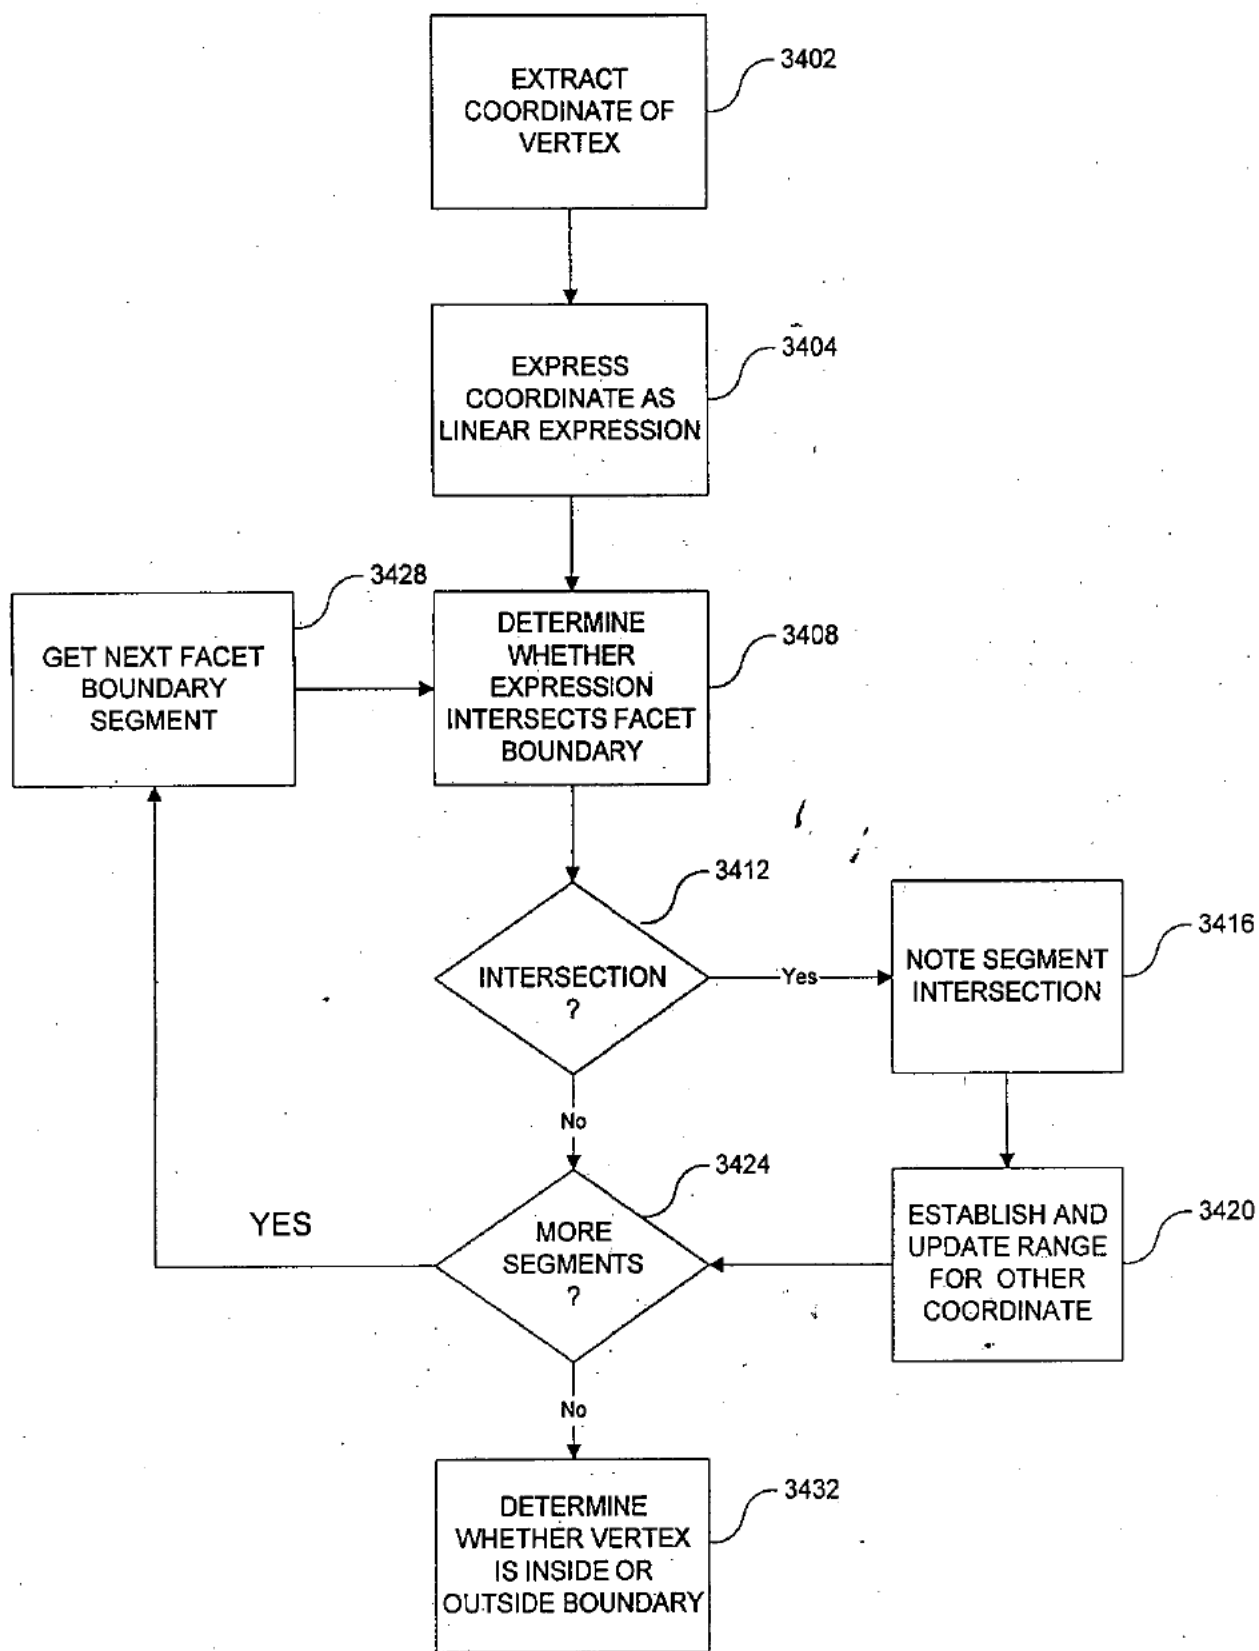 EXTRACT
COORDINATE OF
VERTEX
3402
EXPRESS
COORDINATE AS
LINEAR EXPRESSION
3404
GET NEXT FACET
BOUNDARY
SEGMENT
3428
DETERMINE
WHETHER
EXPRESSION
INTERSECTS FACET
BOUNDARY
3408
INTERSECTION
?
3412
Yes
NOTE SEGMENT
INTERSECTION
3416
No
YES
MORE
SEGMENTS
?
3424
ESTABLISH AND
UPDATE RANGE
FOR OTHER
COORDINATE
3420
No
DETERMINE
WHETHER VERTEX
IS INSIDE OR
OUTSIDE BOUNDARY
3432